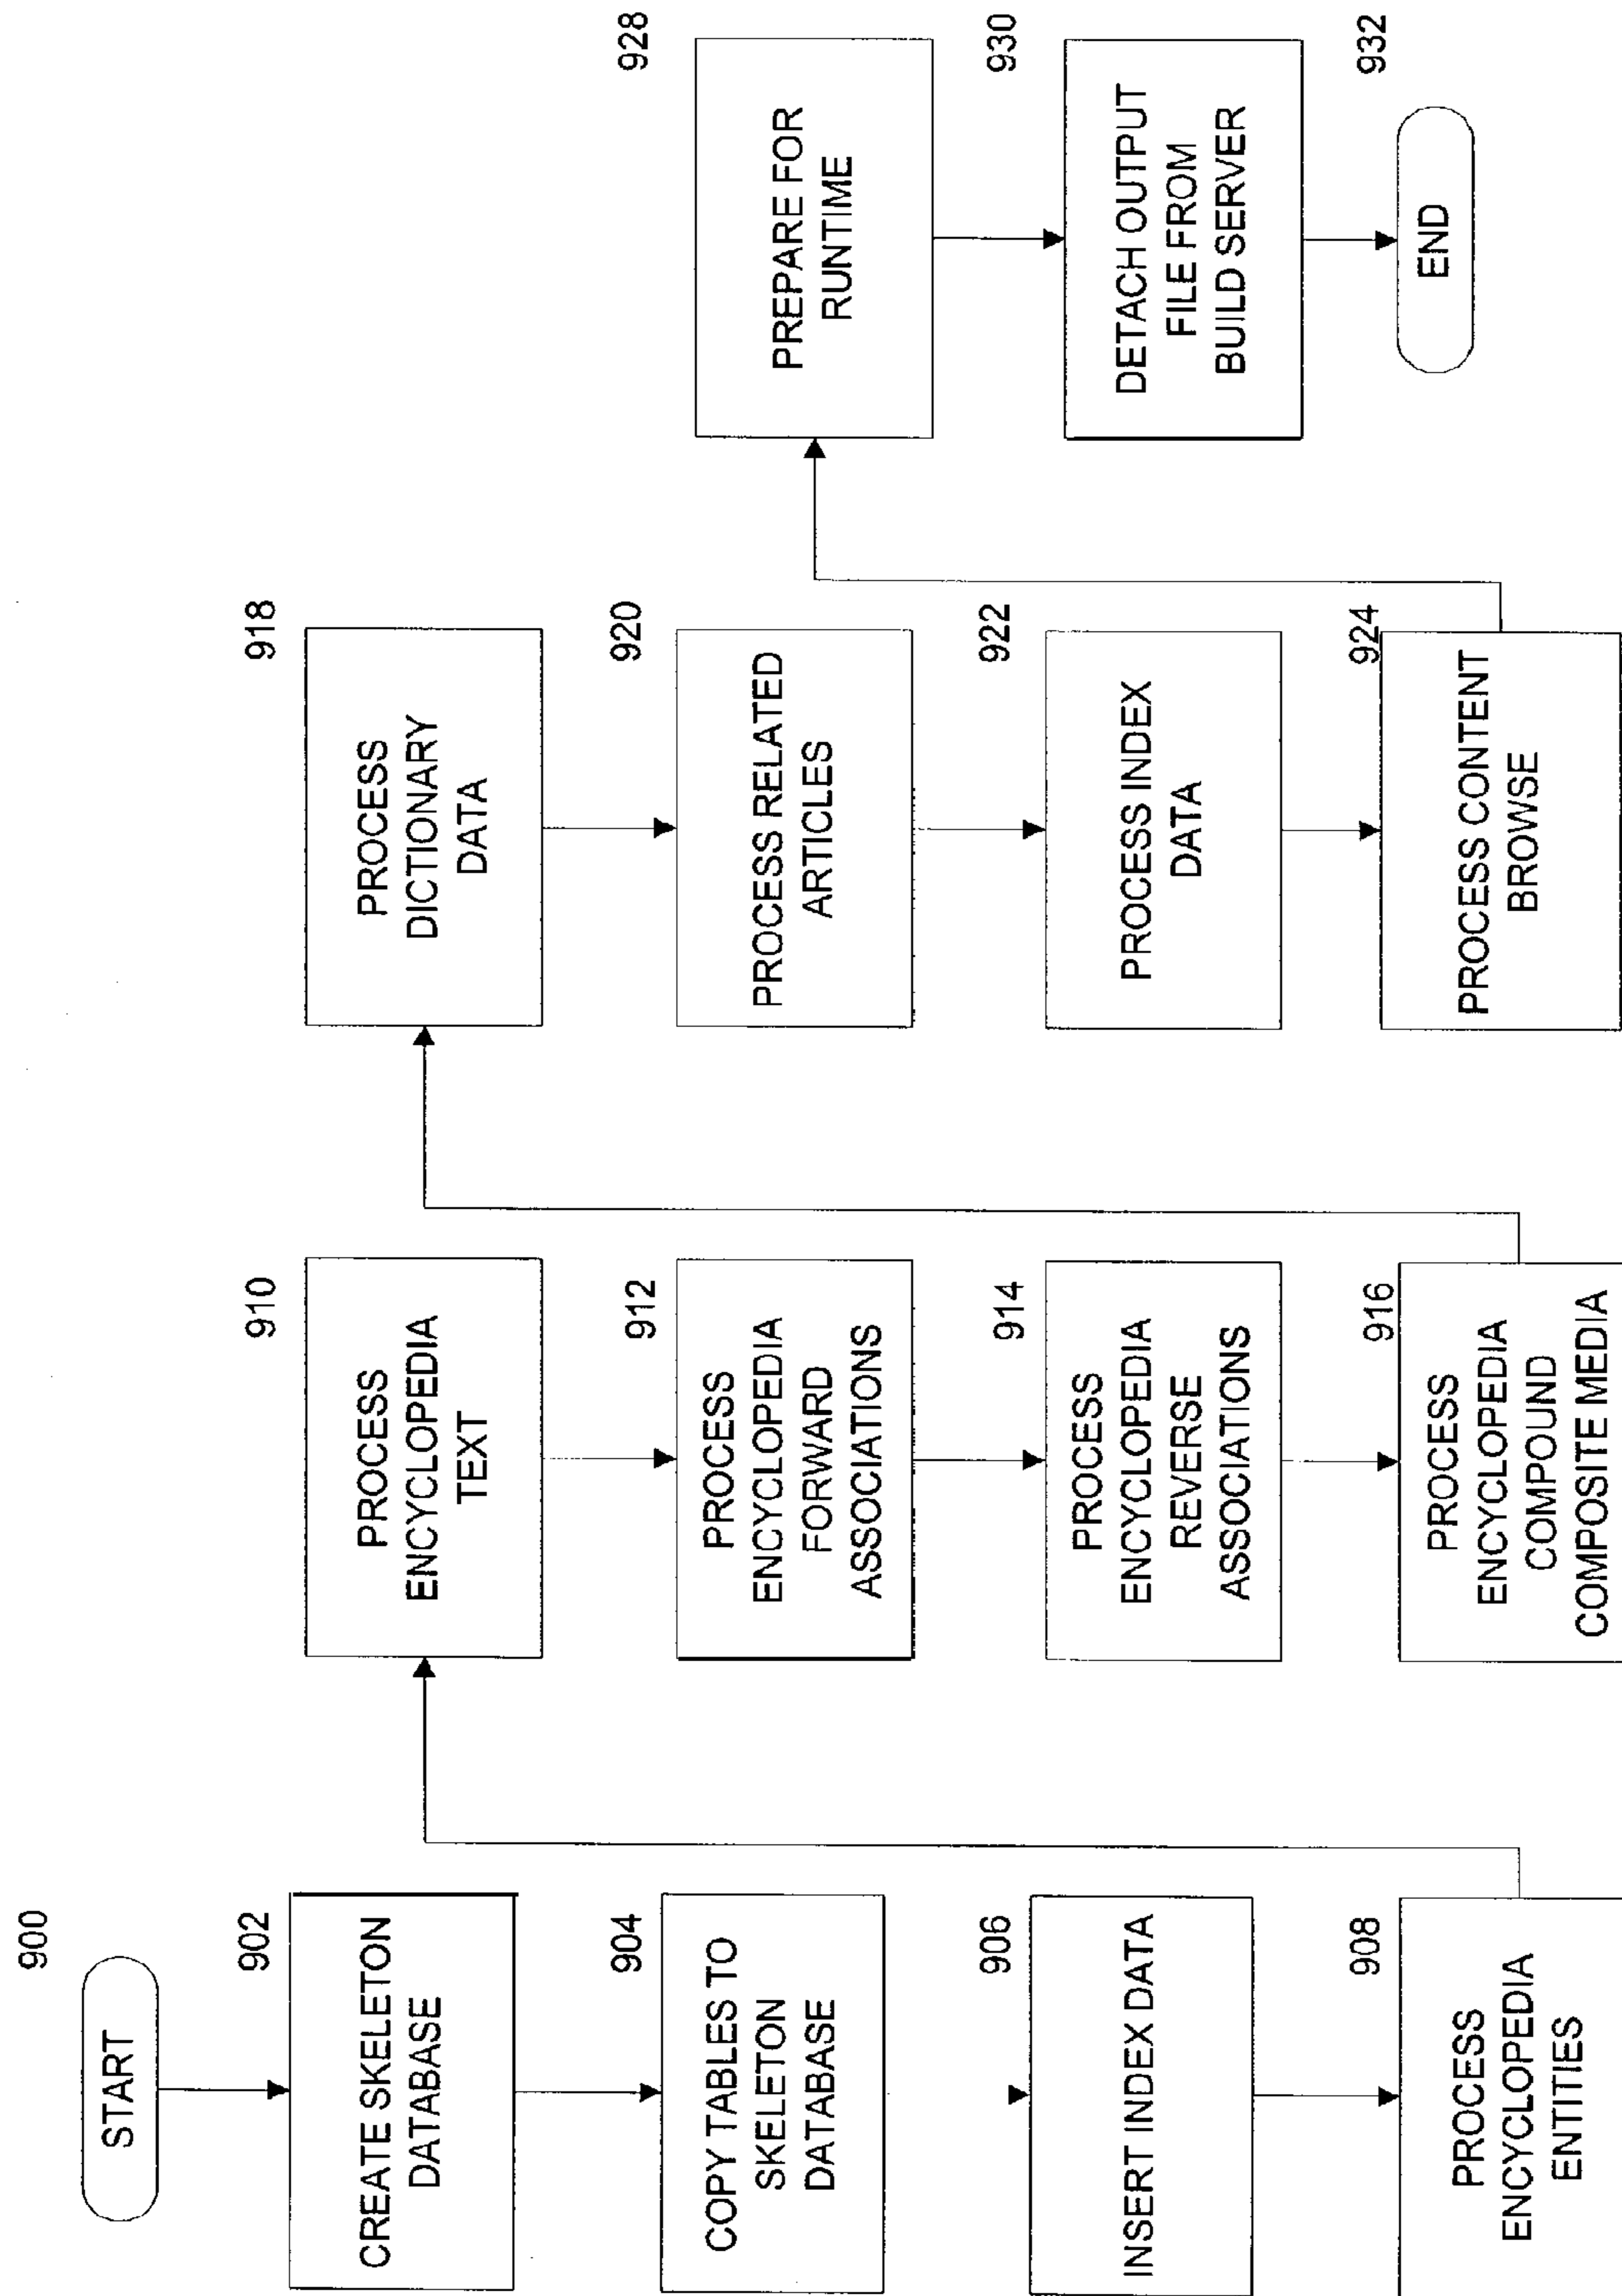 900
START
902
CREATE SKELETON
DATABASE
904
COPY TABLES TO
SKELETON
DATABASE
906
INSERT INDEX DATA
908
PROCESS
ENCYCLOPEDIA
ENTITIES
910
PROCESS
ENCYCLOPEDIA
TEXT
912
PROCESS
ENCYCLOPEDIA
FORWARD
ASSOCIATIONS
914
PROCESS
ENCYCLOPEDIA
REVERSE
ASSOCIATIONS
916
PROCESS
ENCYCLOPEDIA
COMPOUND
COMPOSITE MEDIA
918
PROCESS
DICTIONARY
DATA
920
PROCESS RELATED
ARTICLES
922
PROCESS INDEX
DATA
924
PROCESS CONTENT
BROWSE
928
PREPARE FOR
RUNTIME
930
DETACH OUTPUT
FILE FROM
BUILD SERVER
932
END